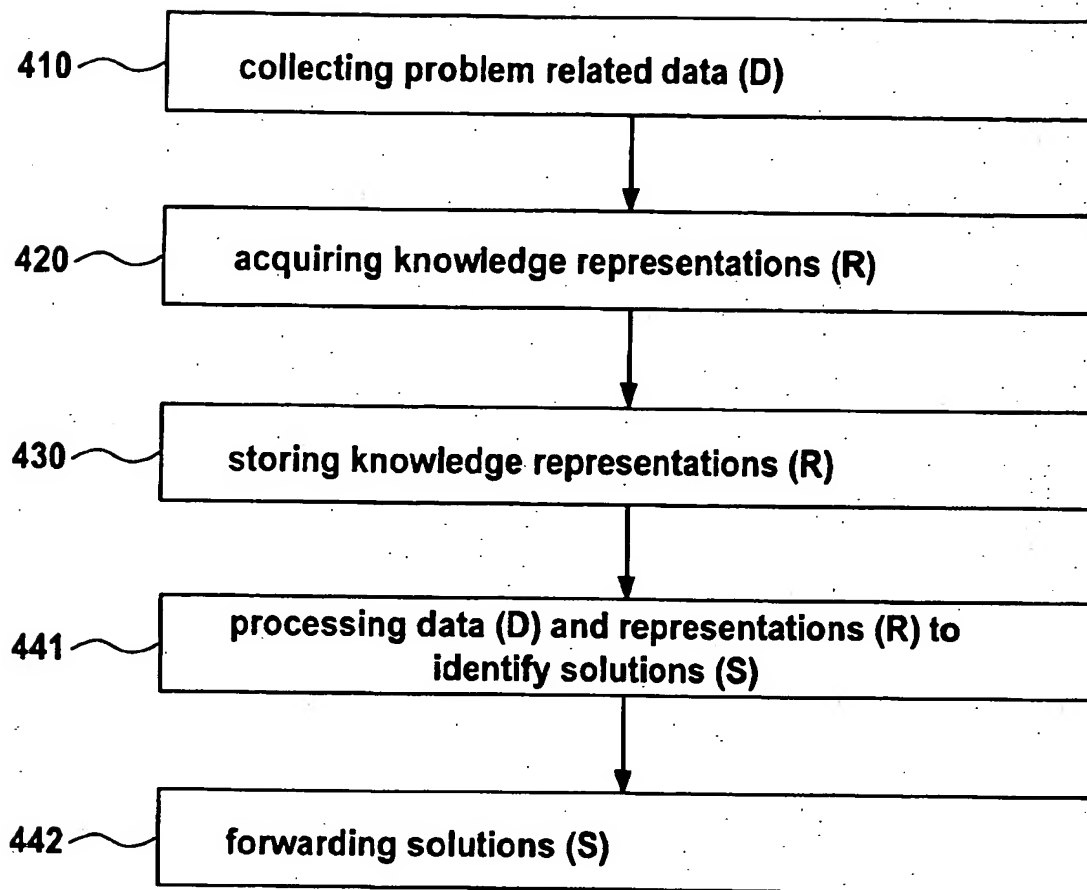 410 collecting problem related data (D)
420 acquiring knowledge representations (R)
430 storing knowledge representations (R)
441 processing data (D) and representations (R) to
identify solutions (S)
442 forwarding solutions (S)